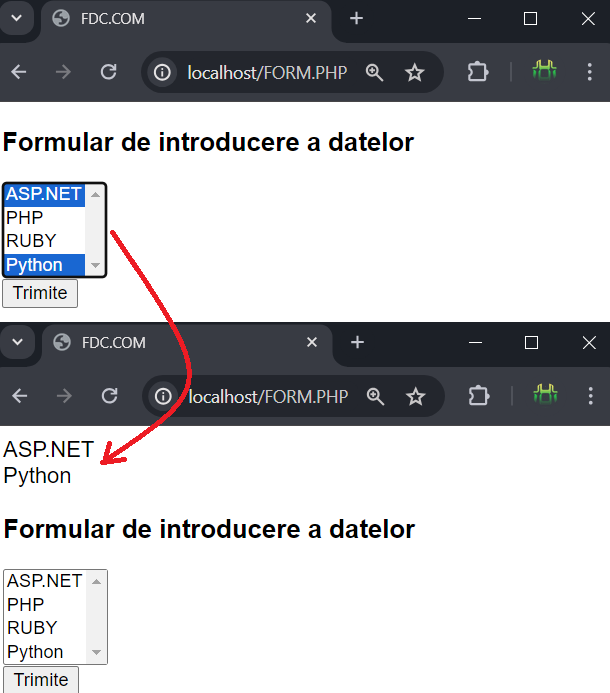 FDC.COM
localhost/FORM.PHP
Formular de introducere a datelor
ASP.NET
PHP
RUBY
Python
Trimite
FDC.COM
localhost/FORM.PHP
ASP.NET
Python
Formular de introducere a datelor
ASP.NET
PHP
RUBY
Python
Trimite